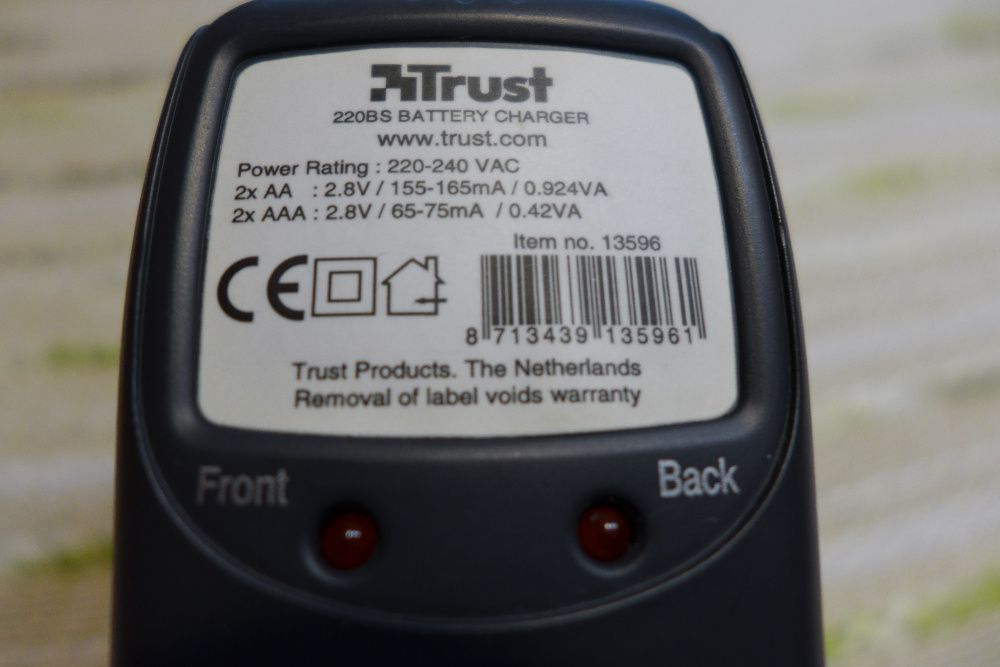 Trust
220BS BATTERY CHARGER
www.trust.com
Power Rating : 220-240 VAC
2x AA : 2.8V / 155-165mA / 0.924VA
2x AAA : 2.8V / 65-75mA / 0.42VA
Item no. 13596
CE
8 713439 135961
Trust Products. The Netherlands
Removal of label voids warranty
Front
Back